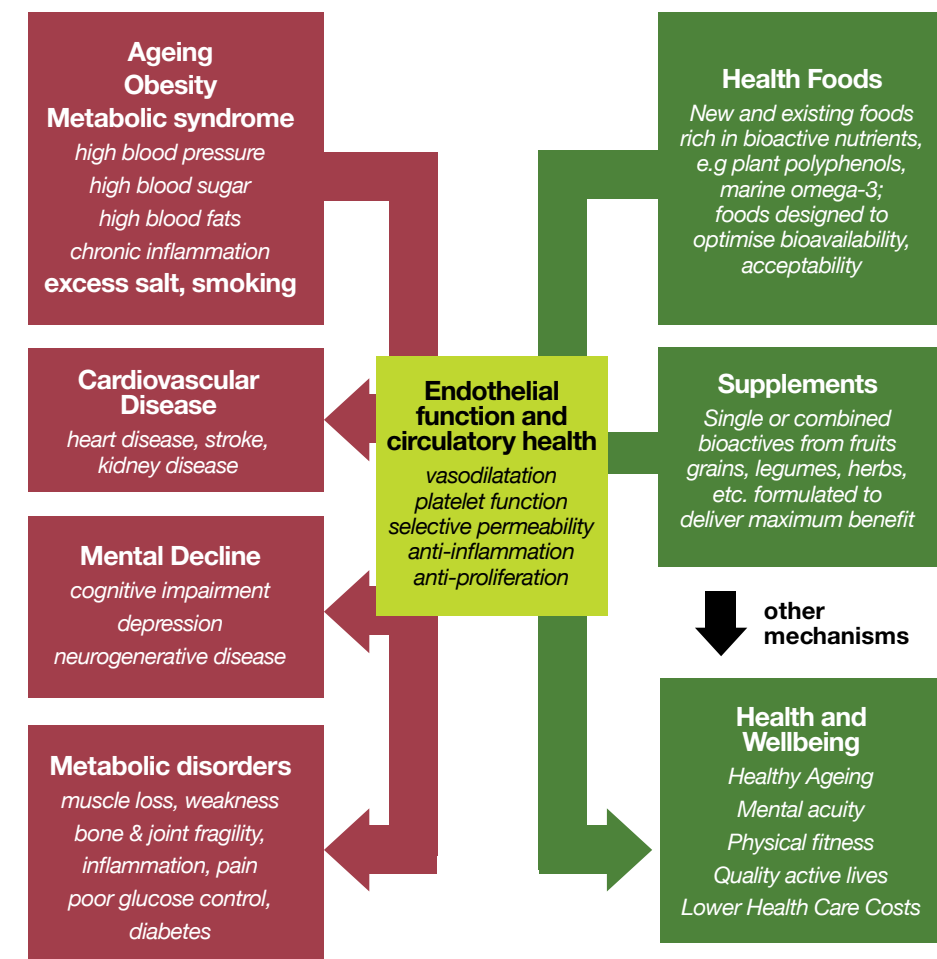 Ageing
Obesity
Metabolic syndrome
high blood pressure
high blood sugar
high blood fats
chronic inflammation
excess salt, smoking
Cardiovascular
Disease
heart disease, stroke,
kidney disease
Mental Decline
cognitive impairment
depression
neurogenerative disease
Metabolic disorders
muscle loss, weakness
bone & joint fragility,
inflammation, pain
poor glucose control,
diabetes
Endothelial
function and
circulatory health
vasodilatation
platelet function
selective permeability
anti-inflammation
anti-proliferation
Health Foods
New and existing foods
rich in bioactive nutrients,
e.g plant polyphenols,
marine omega-3;
foods designed to
optimise bioavailability,
acceptability
Supplements
Single or combined
bioactives from fruits
grains, legumes, herbs,
etc. formulated to
deliver maximum benefit
other
mechanisms
Health and
Wellbeing
Healthy Ageing
Mental acuity
Physical fitness
Quality active lives
Lower Health Care Costs